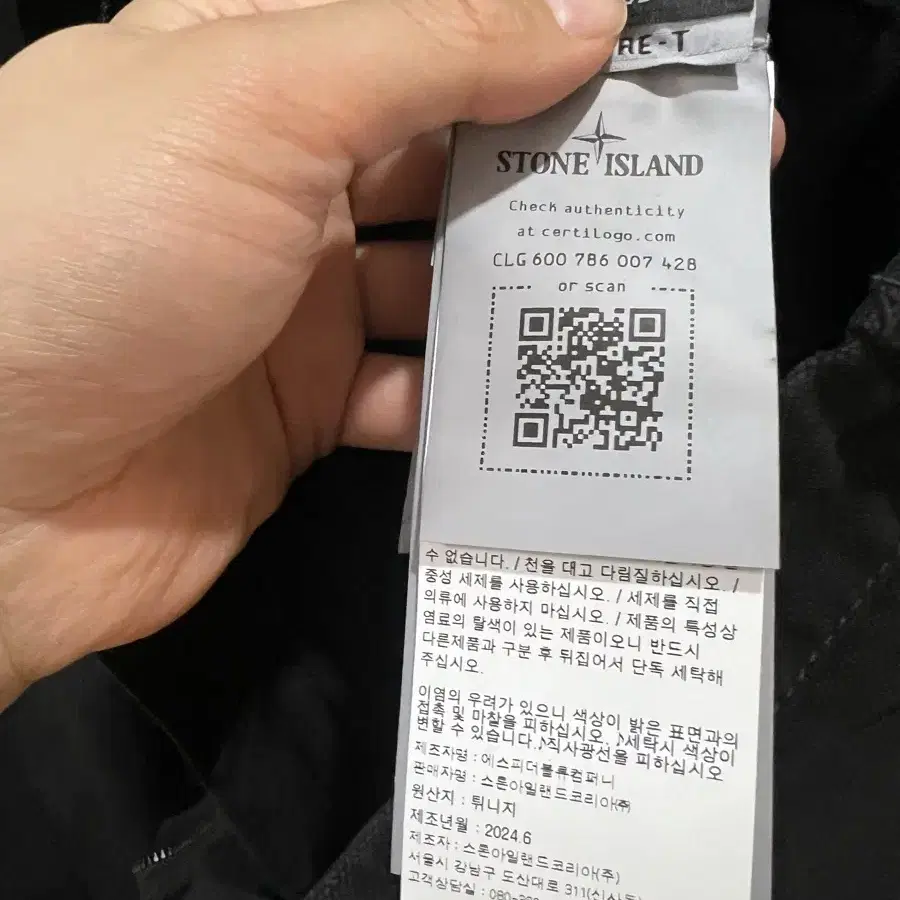 RE-T
STONE ISLAND
Check authenticity
at certilogo.com
CLG 600 786 007 428
or scan
수 없습니다. / 천을 대고 다림질하십시오. /
중성 세제를 사용하십시오. / 세제를 직접
의류에 사용하지 마십시오. / 제품의 특성상
염료의 탈색이 있는 제품이오니 반드시
다른제품과 구분 후 뒤집어서 단독 세탁해
주십시오.
이염의 우려가 있으니 색상이 밝은 표면과의
접촉 및 마찰을 피하십시오. ♪세탁시 색상이
변할 수 있습니다.♪직사광선을 피하십시오
제조자명 : 에스피더블류컴퍼니
판매자명 : 스톤아일랜드코리아㈜
원산지 : 튀니지
제조년월 : 2024.6
제조자 : 스톤아일랜드코리아(주)
서울시 강남구 도산대로 311(신사동)
고객상담실 : 080-